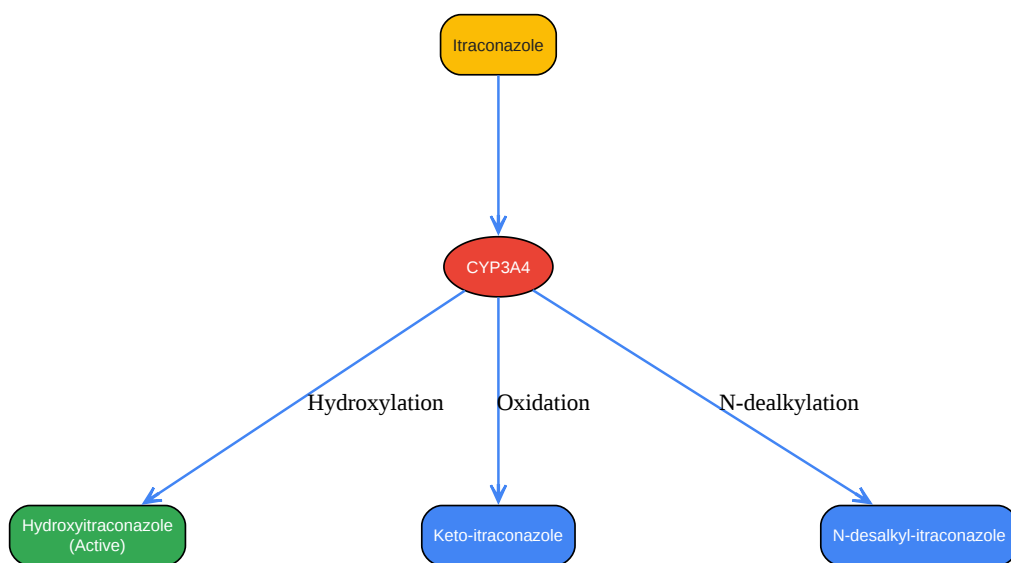 Itraconazole
CYP3A4
Hydroxylation
Oxidation
N-dealkylation
Hydroxyitraconazole
(Active)
Keto-itraconazole
N-desalkyl-itraconazole